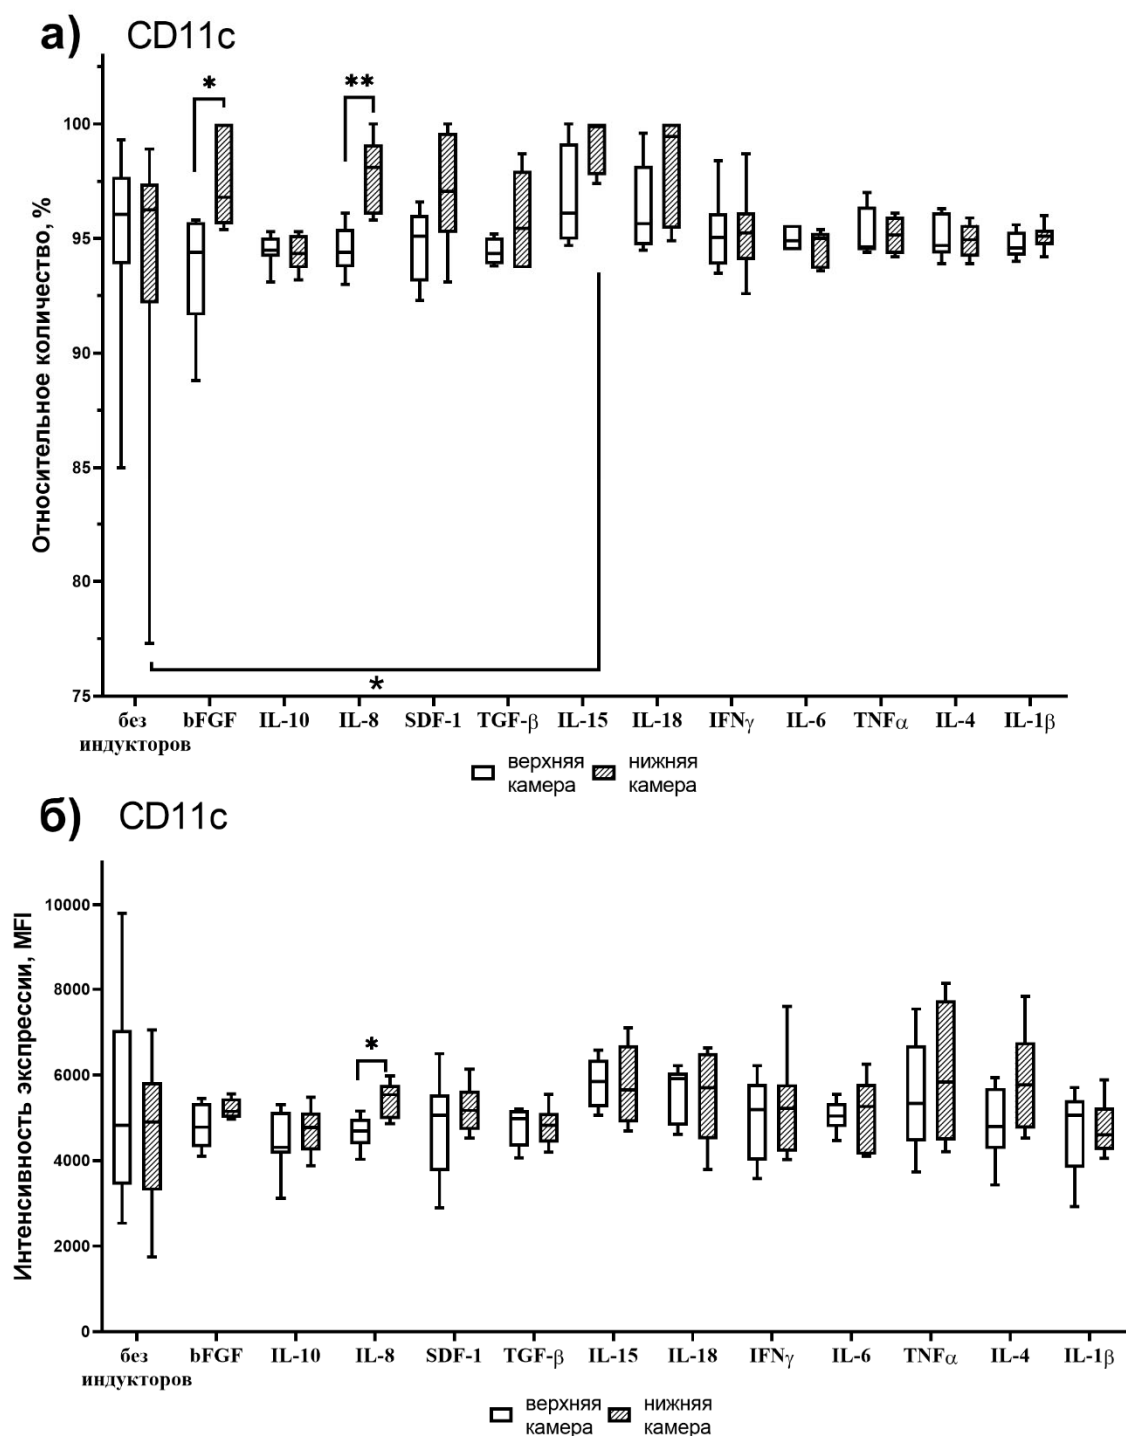 а) CD11c
*
**
100
95
90
85
80
75
Относительное количество, %
*
без индукторов bFGF IL-10 IL-8 SDF-1 TGF-β IL-15 IL-18 IFNγ IL-6 TNFα IL-4 IL-1β
верхняя камера нижняя камера
б) CD11c
10000
8000
6000
4000
2000
0
Интенсивность экспрессии, MFI
*
без индукторов bFGF IL-10 IL-8 SDF-1 TGF-β IL-15 IL-18 IFNγ IL-6 TNFα IL-4 IL-1β
верхняя камера нижняя камера